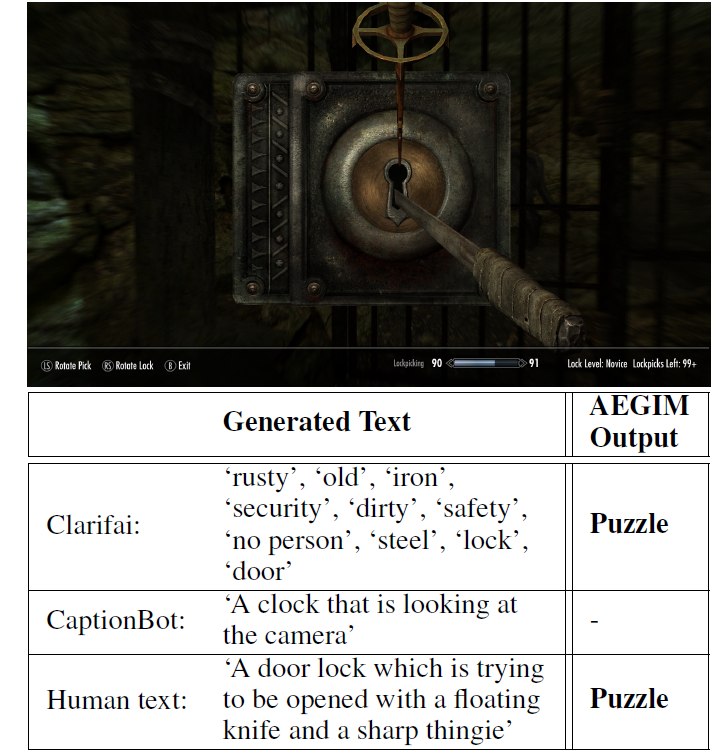 LS Rotate Pick RS Rotate Lock B Exit Lockpicking 90 91 Lock Level: Novice Lockpicks Left: 99+
Generated Text
AEGIM
Output
Clarifai:
‘rusty’, ‘old’, ‘iron’,
‘security’, ‘dirty’, ‘safety’,
‘no person’, ‘steel’, ‘lock’,
‘door’
Puzzle
CaptionBot:
‘A clock that is looking at
the camera’
-
Human text:
‘A door lock which is trying
to be opened with a floating
knife and a sharp thingie’
Puzzle